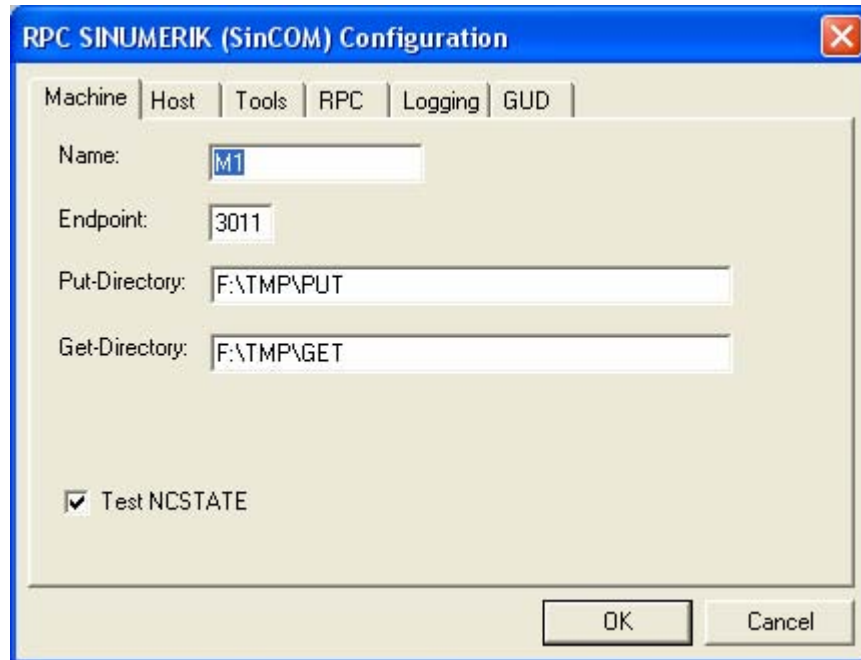 RPC SINUMERIK (SinCOM) Configuration
Machine Host Tools RPC Logging GUD
Name: M1
Endpoint: 3011
Put-Directory: F:\TMP\PUT
Get-Directory: F:\TMP\GET
Test NCSTATE
OK Cancel